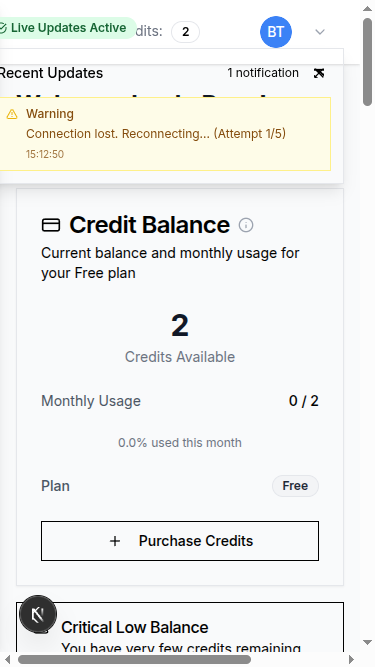 Live Updates Active
dits: 2
BT
Recent Updates
1 notification
Warning
Connection lost. Reconnecting... (Attempt 1/5)
15:12:50
Credit Balance
Current balance and monthly usage for
your Free plan
2
Credits Available
Monthly Usage
0 / 2
0.0% used this month
Plan
Free
Purchase Credits
Critical Low Balance
You have very few credits remaining